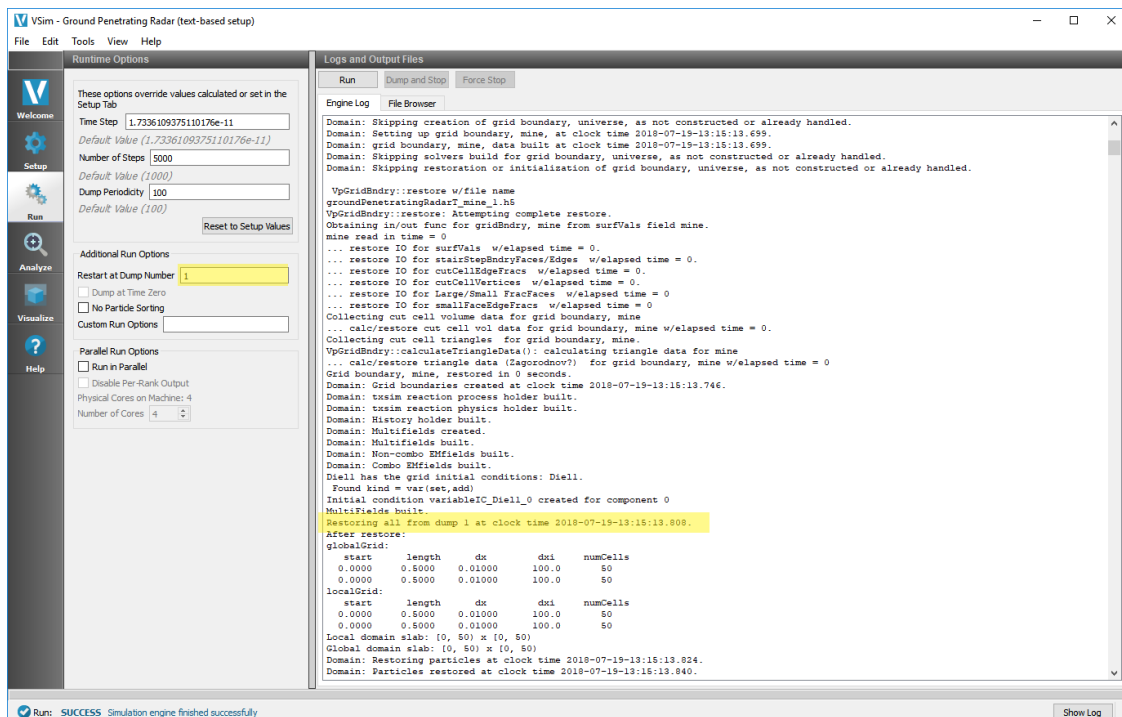 VSim - Ground Penetrating Radar (text-based setup)
File Edit Tools View Help
Welcome
Setup
Run
Analyze
Visualize
Help
Runtime Options
These options override values calculated or set in the
Setup Tab
Time Step 1.7336109375110176e-11
Default Value (1.7336109375110176e-11)
Number of Steps 5000
Default Value (1000)
Dump Periodicity 100
Default Value (100)
Reset to Setup Values
Additional Run Options
Restart at Dump Number 1
Dump at Time Zero
No Particle Sorting
Custom Run Options
Parallel Run Options
Run in Parallel
Disable Per-Rank Output
Physical Cores on Machine: 4
Number of Cores 4
Logs and Output Files
Run Dump and Stop Force Stop
Engine Log File Browser
Domain: Skipping creation of grid boundary, universe, as not constructed or already handled.
Domain: Setting up grid boundary, mine, at clock time 2018-07-19-13:15:13.699.
Domain: grid boundary, mine, data built at clock time 2018-07-19-13:15:13.699.
Domain: Skipping solvers build for grid boundary, universe, as not constructed or already handled.
Domain: Skipping restoration or initialization of grid boundary, universe, as not constructed or already handled.
VpGridBndry::restore w/file name
groundPenetratingRadarT_mine_1.h5
VpGridBndry::restore: Attempting complete restore.
Obtaining in/out func for gridBndry, mine from surfVals field mine.
mine read in time = 0
... restore IO for surfVals w/elapsed time = 0.
... restore IO for stairStepBndryFaces/Edges w/elapsed time = 0.
... restore IO for cutCellEdgeFracs w/elapsed time = 0.
... restore IO for cutCellVertices w/elapsed time = 0.
... restore IO for Large/Small FracFaces w/elapsed time = 0
... restore IO for smallFaceEdgeFracs w/elapsed time = 0
Collecting cut cell volume data for grid boundary, mine
... calc/restore cut cell vol data for grid boundary, mine w/elapsed time = 0.
Collecting cut cell triangles for grid boundary, mine.
VpGridBndry::calculateTriangleData(): calculating triangle data for mine
... calc/restore triangle data (Zagorodnov?) for grid boundary, mine w/elapsed time = 0
Grid boundary, mine, restored in 0 seconds.
Domain: Grid boundaries created at clock time 2018-07-19-13:15:13.746.
Domain: txsim reaction process holder built.
Domain: txsim reaction physics holder built.
Domain: History holder built.
Domain: Multifields created.
Domain: Multifields built.
Domain: Non-combo EMfields built.
Domain: Combo EMfields built.
Diell has the grid initial conditions: Diell.
Found kind = var(set,add)
Initial condition variableIC_Diell_0 created for component 0
MultiFields built.
Restoring all from dump 1 at clock time 2018-07-19-13:15:13.808.
After restore:
globalGrid:
start length dx dxi numCells
0.0000 0.5000 0.01000 100.0 50
0.0000 0.5000 0.01000 100.0 50
localGrid:
start length dx dxi numCells
0.0000 0.5000 0.01000 100.0 50
0.0000 0.5000 0.01000 100.0 50
Local domain slab: [0, 50) x [0, 50)
Global domain slab: [0, 50) x [0, 50)
Domain: Restoring particles at clock time 2018-07-19-13:15:13.824.
Domain: Particles restored at clock time 2018-07-19-13:15:13.840.
Run: SUCCESS Simulation engine finished successfully
Show Log